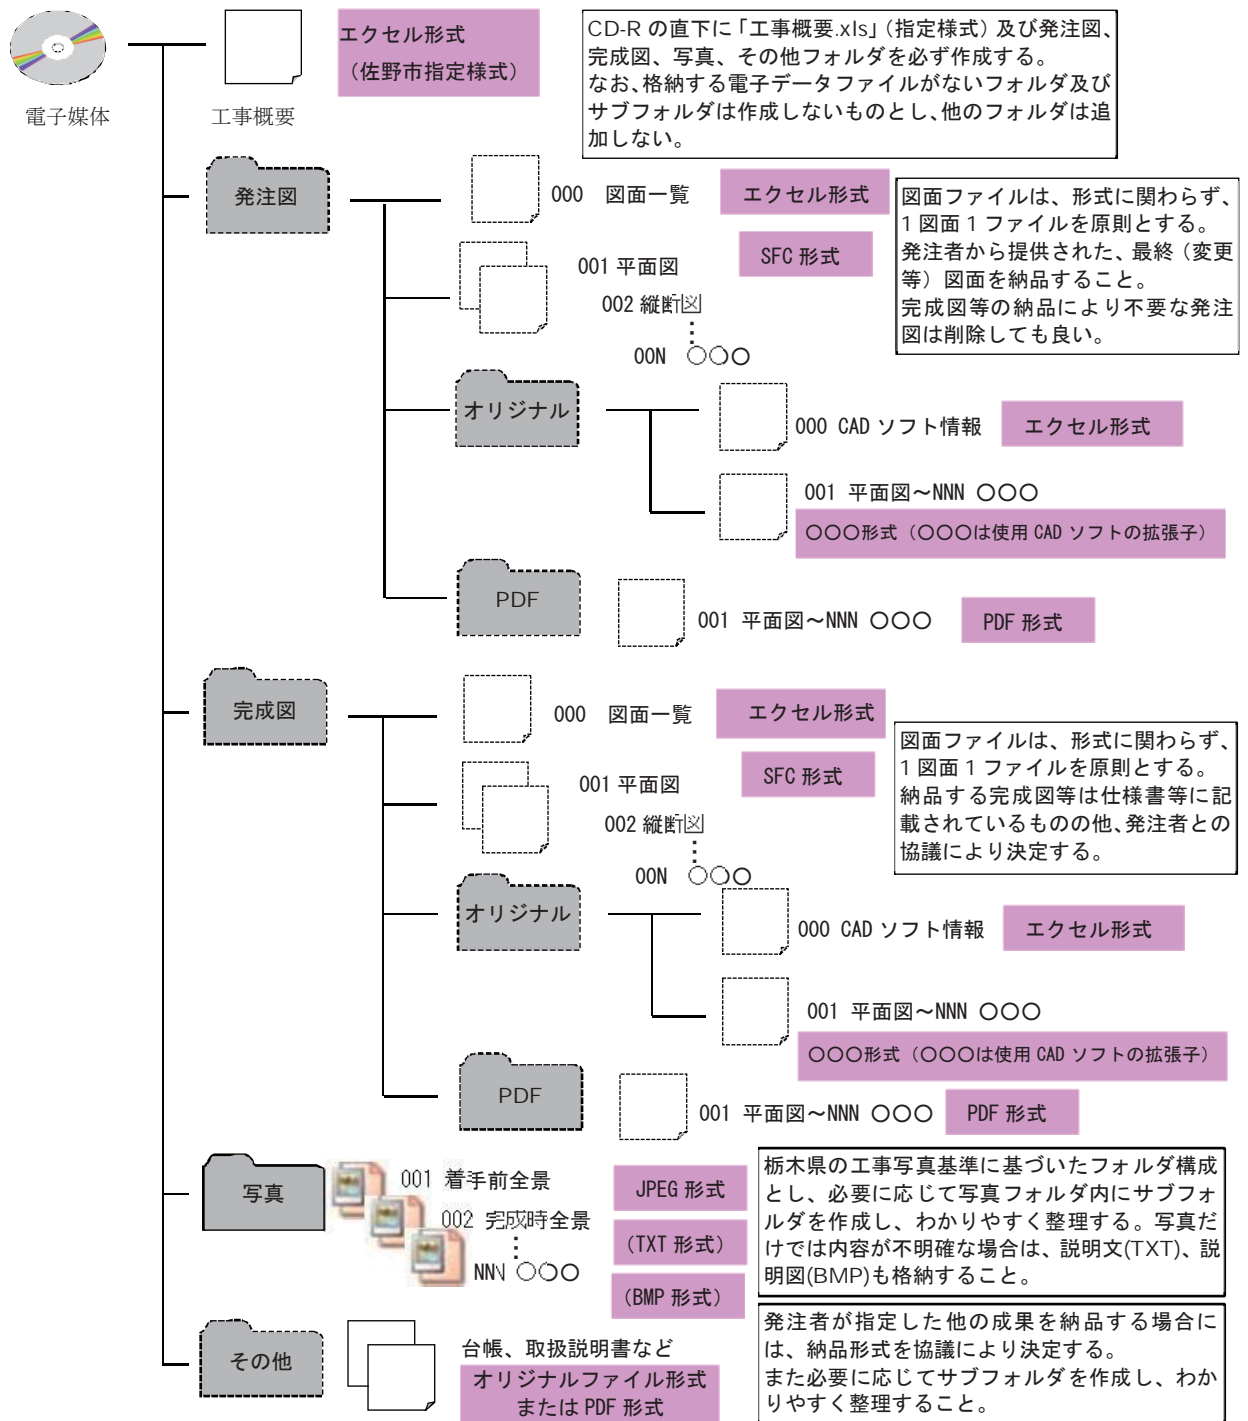 電子媒体
工事概要
エクセル形式
（佐野市指定様式）
CD-R の直下に「工事概要.xls」（指定様式）及び発注図、
完成図、写真、その他フォルダを必ず作成する。
なお、格納する電子データファイルがないフォルダ及び
サブフォルダは作成しないものとし、他のフォルダは追
加しない。
発注図
000 図面一覧
エクセル形式
001 平面図
SFC 形式
002 縦断図
00N 〇〇〇
図面ファイルは、形式に関わらず、
1 図面 1 ファイルを原則とする。
発注者から提供された、最終（変更
等）図面を納品すること。
完成図等の納品により不要な発注
図は削除しても良い。
オリジナル
000 CAD ソフト情報
エクセル形式
001 平面図～NNN 〇〇〇
〇〇〇形式（〇〇〇は使用 CAD ソフトの拡張子）
PDF
001 平面図～NNN 〇〇〇
PDF 形式
完成図
000 図面一覧
エクセル形式
001 平面図
SFC 形式
002 縦断図
00N 〇〇〇
図面ファイルは、形式に関わらず、
1 図面 1 ファイルを原則とする。
納品する完成図等は仕様書等に記
載されているものの他、発注者との
協議により決定する。
オリジナル
000 CAD ソフト情報
エクセル形式
001 平面図～NNN 〇〇〇
〇〇〇形式（〇〇〇は使用 CAD ソフトの拡張子）
PDF
001 平面図～NNN 〇〇〇
PDF 形式
写真
001 着手前全景
002 完成時全景
NNN 〇〇〇
JPEG 形式
(TXT 形式)
(BMP 形式)
栃木県の工事写真基準に基づいたフォルダ構成
とし、必要に応じて写真フォルダ内にサブフォ
ルダを作成し、わかりやすく整理する。写真だ
けでは内容が不明確な場合は、説明文(TXT)、説
明図(BMP)も格納すること。
その他
台帳、取扱説明書など
オリジナルファイル形式
または PDF 形式
発注者が指定した他の成果を納品する場合に
は、納品形式を協議により決定する。
また必要に応じてサブフォルダを作成し、わか
りやすく整理すること。